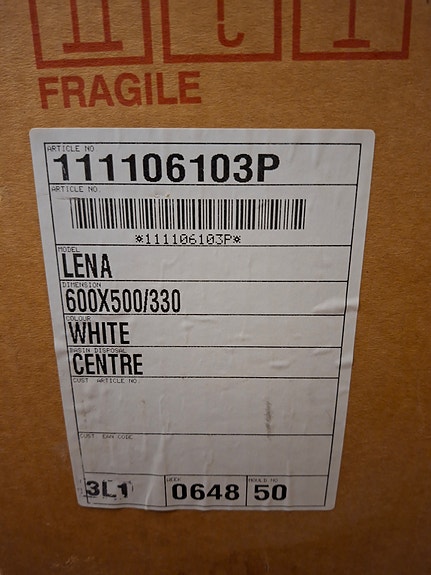 FRAGILE
ARTICLE NO
111106103P
ARTICLE NO.
*111106103P*
MODEL
LENA
DIMENSION
600X500/330
COLOUR
WHITE
BASIN DISPOSAL
CENTRE
CUST. ARTICLE NO.
CUST. EAN CODE
WEEK MOULD NO
3L1 0648 50